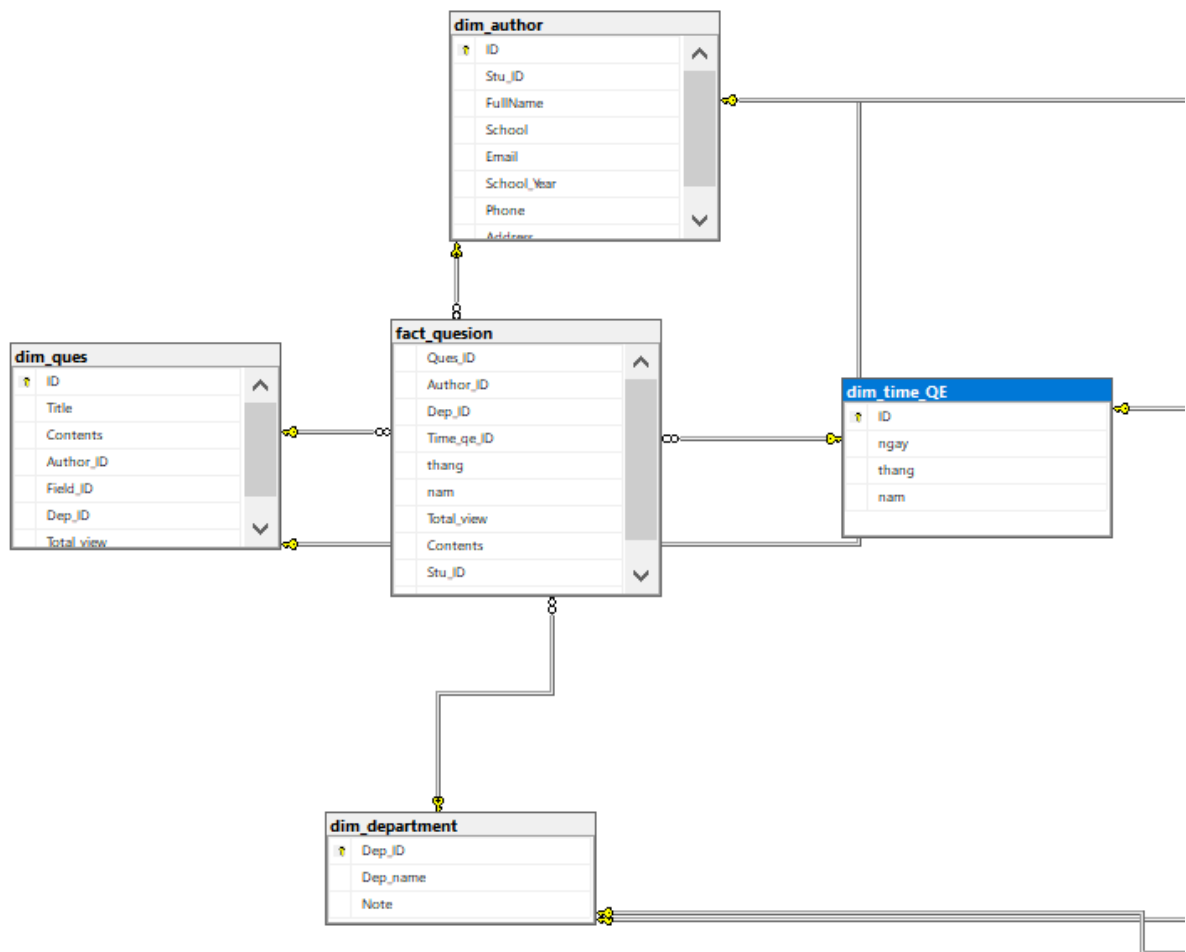 dim_author
ID
Stu_ID
FullName
School
Email
School_Year
Phone
Address
fact_quesion
Ques_ID
Author_ID
Dep_ID
Time_qe_ID
thang
nam
Total_view
Contents
Stu_ID
dim_ques
ID
Title
Contents
Author_ID
Field_ID
Dep_ID
Total_view
dim_time_QE
ID
ngay
thang
nam
dim_department
Dep_ID
Dep_name
Note